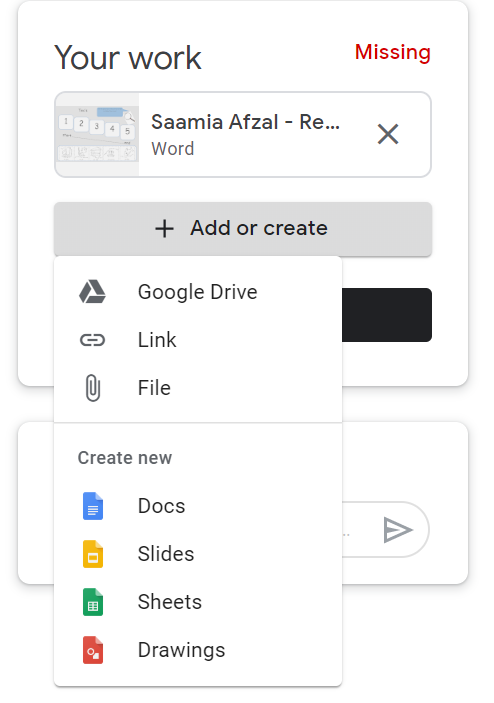 Your work
Missing
Saamia Afzal - Re...
Word
Add or create
Google Drive
Link
File
Create new
Docs
Slides
Sheets
Drawings